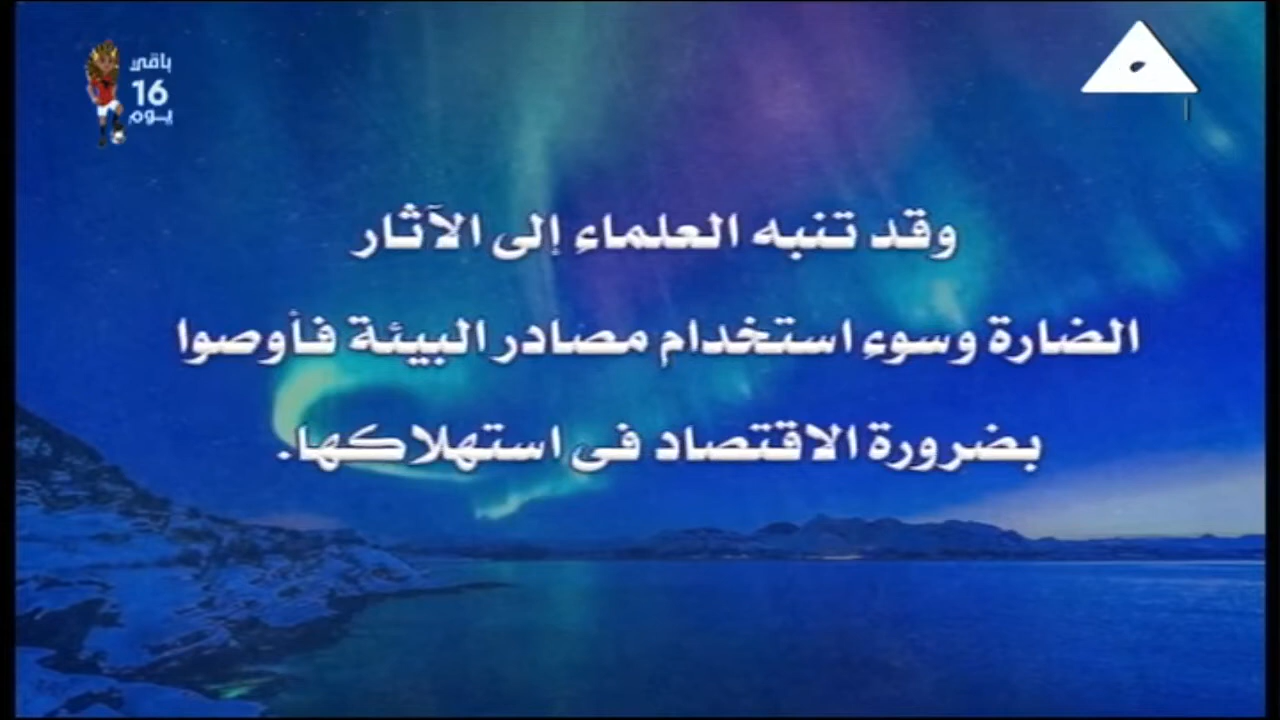 باقي
16
يوم
وقد تنبه العلماء إلى الآثار
الضارة وسوء استخدام مصادر البيئة فأوصوا
بضرورة الاقتصاد فى استهلاكها.